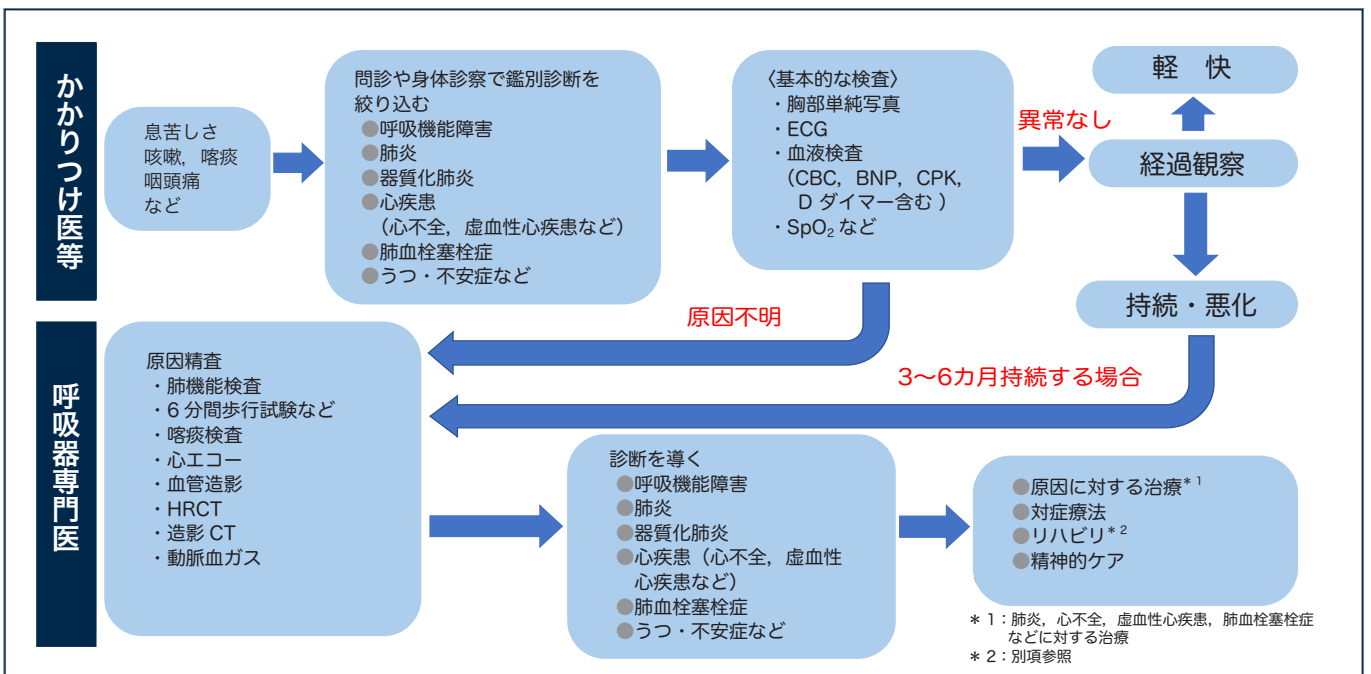 かかりつけ医等
息苦しさ
咳嗽，喀痰
咽頭痛
など
問診や身体診察で鑑別診断を
絞り込む
●呼吸機能障害
●肺炎
●器質化肺炎
●心疾患
（心不全，虚血性心疾患など）
●肺血栓塞栓症
●うつ・不安症など
〈基本的な検査〉
・胸部単純写真
・ECG
・血液検査
（CBC，BNP，CPK，
D ダイマー含む ）
・SpO₂ など
異常なし
軽　快
経過観察
持続・悪化
原因不明
3〜6カ月持続する場合
呼吸器専門医
原因精査
・肺機能検査
・6 分間歩行試験など
・喀痰検査
・心エコー
・血管造影
・HRCT
・造影 CT
・動脈血ガス
診断を導く
●呼吸機能障害
●肺炎
●器質化肺炎
●心疾患（心不全，虚血性
心疾患など）
●肺血栓塞栓症
●うつ・不安症など
●原因に対する治療＊1
●対症療法
●リハビリ＊2
●精神的ケア
＊ 1：肺炎，心不全，虚血性心疾患，肺血栓塞栓症
などに対する治療
＊ 2：別項参照